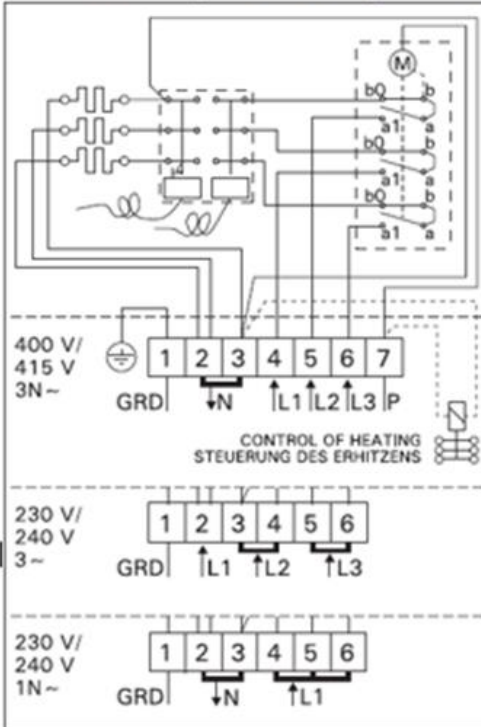 M
b0 b
a1 a
b0 b
a1 a
b0 b
a1 a
400 V/
415 V
3N~
1 2 3 4 5 6 7
GRD N L1 L2 L3 P
CONTROL OF HEATING
STEUERUNG DES ERHITZENS
230 V/
240 V
3~
1 2 3 4 5 6
GRD L1 L2 L3
230 V/
240 V
1N~
1 2 3 4 5 6
GRD N L1